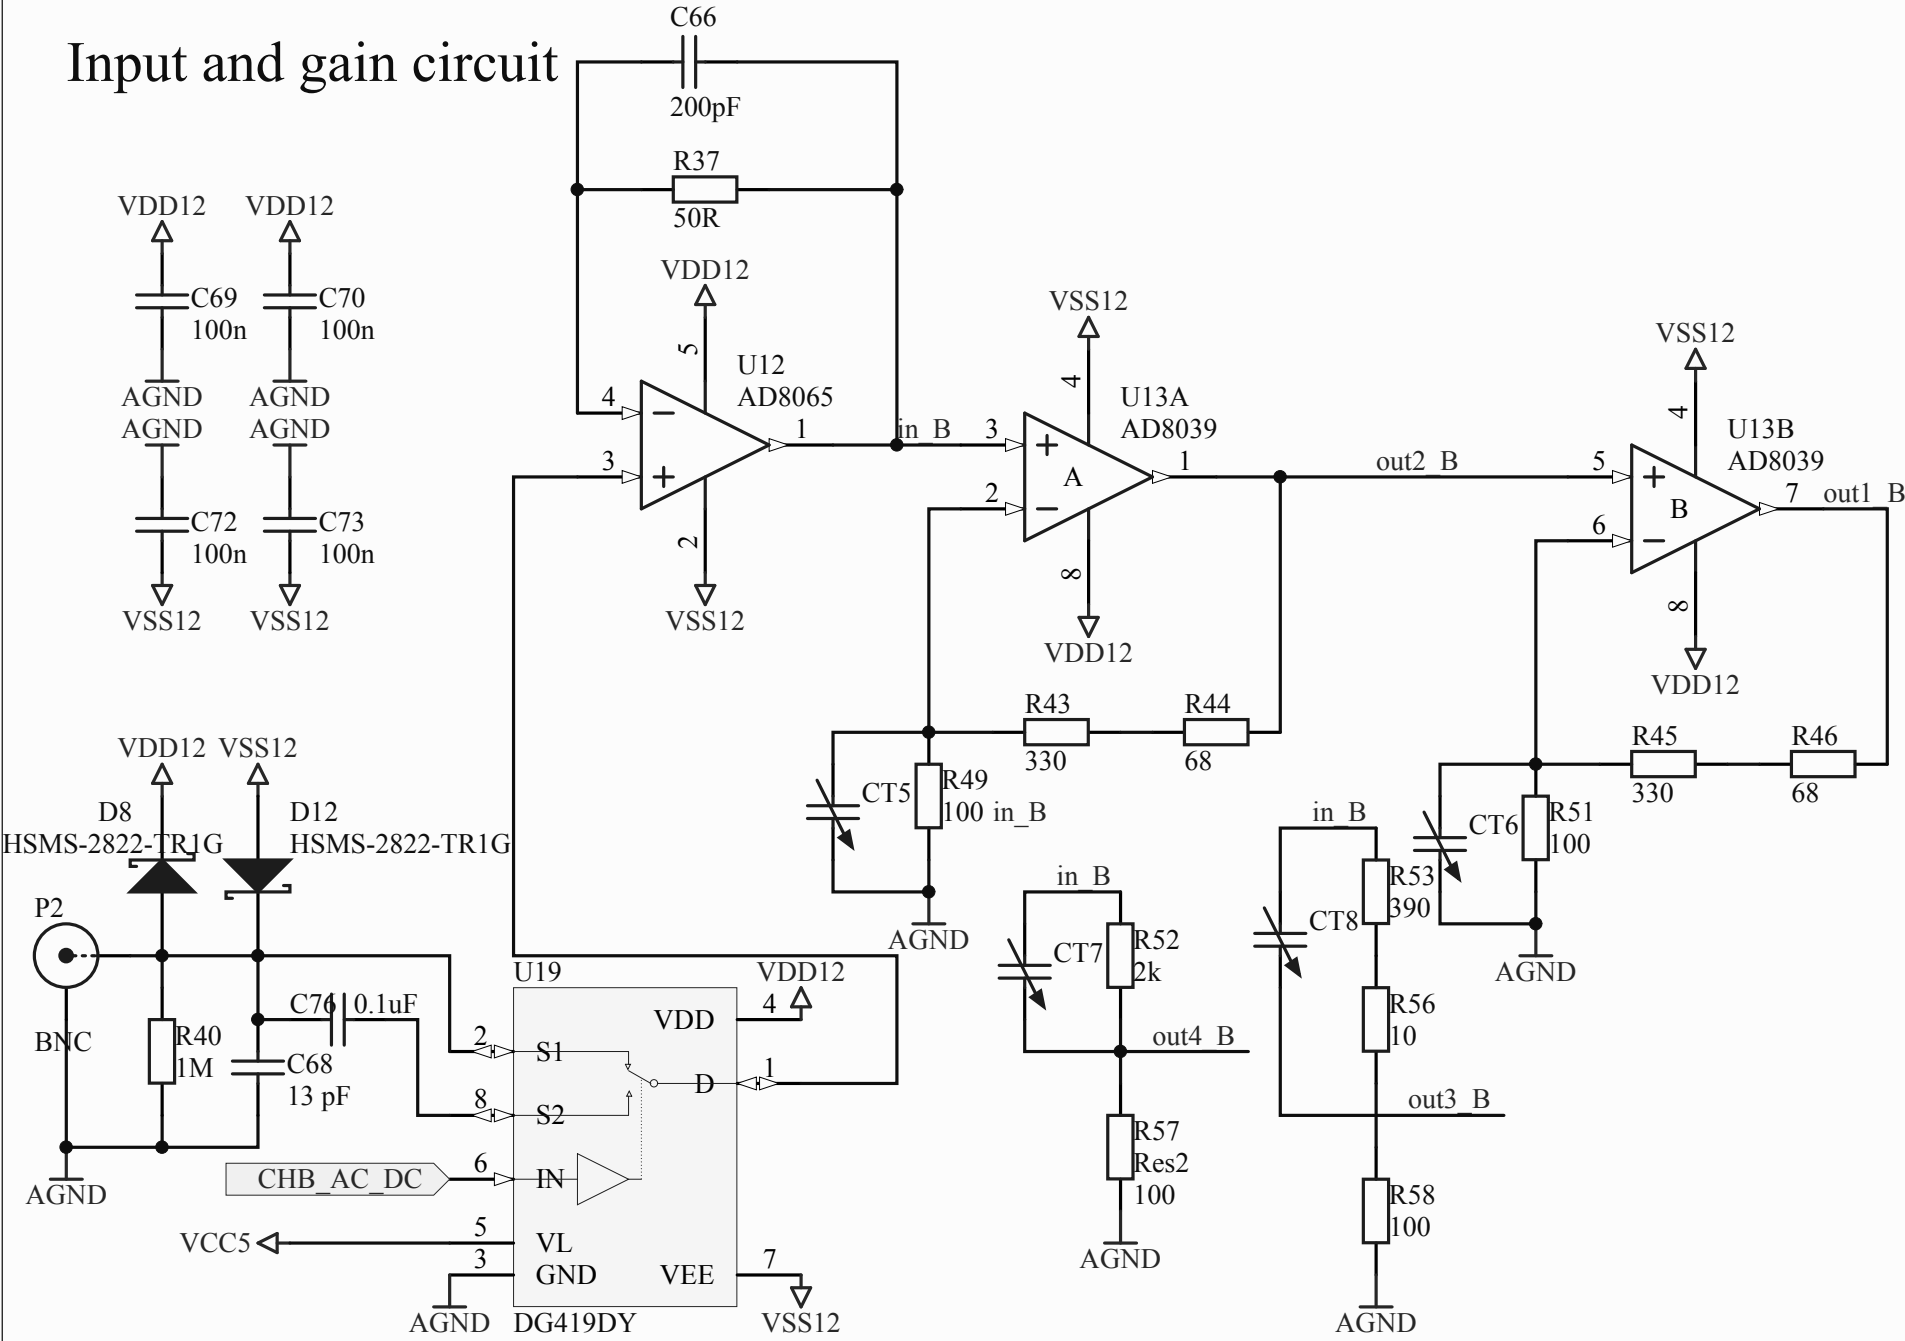 Input and gain circuit
C66
200pF
R37
50R
VDD12
VDD12
C69
100n
C70
100n
AGND
AGND
AGND
AGND
C72
100n
C73
100n
VSS12
VSS12
VDD12
5
U12
AD8065
4
3
1
2
VSS12
in_B
VSS12
4
U13A
AD8039
3
2
A
1
8
VDD12
out2_B
VSS12
4
U13B
AD8039
5
6
B
7
out1_B
8
VDD12
R43
330
R44
68
CT5
R49
100
in_B
AGND
R45
330
R46
68
CT6
R51
100
AGND
VDD12
VSS12
D8
HSMS-2822-TR1G
D12
HSMS-2822-TR1G
P2
BNC
R40
1M
C76
0.1uF
C68
13 pF
AGND
CHB_AC_DC
VCC5
AGND
U19
VDD12
2
S1
8
S2
6
IN
5
VL
3
GND
VDD
4
D
1
VEE
7
VSS12
DG419DY
in_B
CT7
R52
2k
out4_B
R57
Res2
100
AGND
in_B
CT8
R53
390
R56
10
out3_B
R58
100
AGND